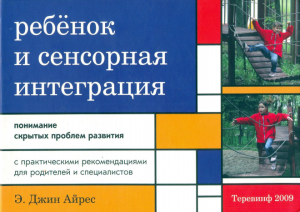 ребёнок
и сенсорная
интеграция
понимание
скрытых проблем развития
с практическими рекомендациями
для родителей и специалистов
Э. Джин Айрес
Теревинф 2009